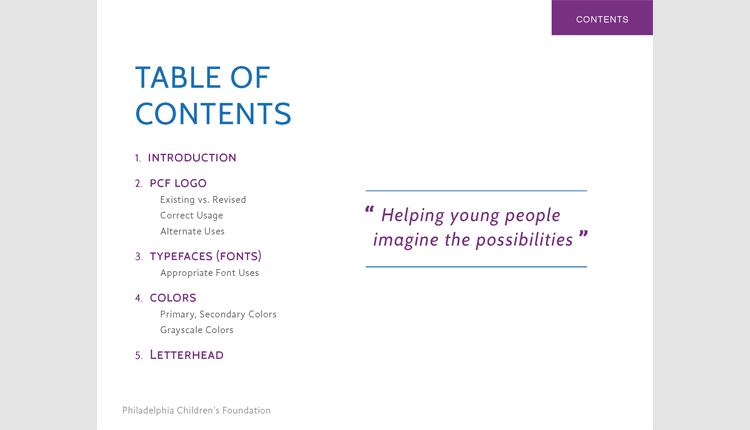 CONTENTS
TABLE OF
CONTENTS
1. INTRODUCTION
2. PCF LOGO
Existing vs. Revised
Correct Usage
Alternate Uses
3. TYPEFACES (FONTS)
Appropriate Font Uses
4. COLORS
Primary, Secondary Colors
Grayscale Colors
5. LETTERHEAD
“ Helping young people
imagine the possibilities ”
Philadelphia Children's Foundation